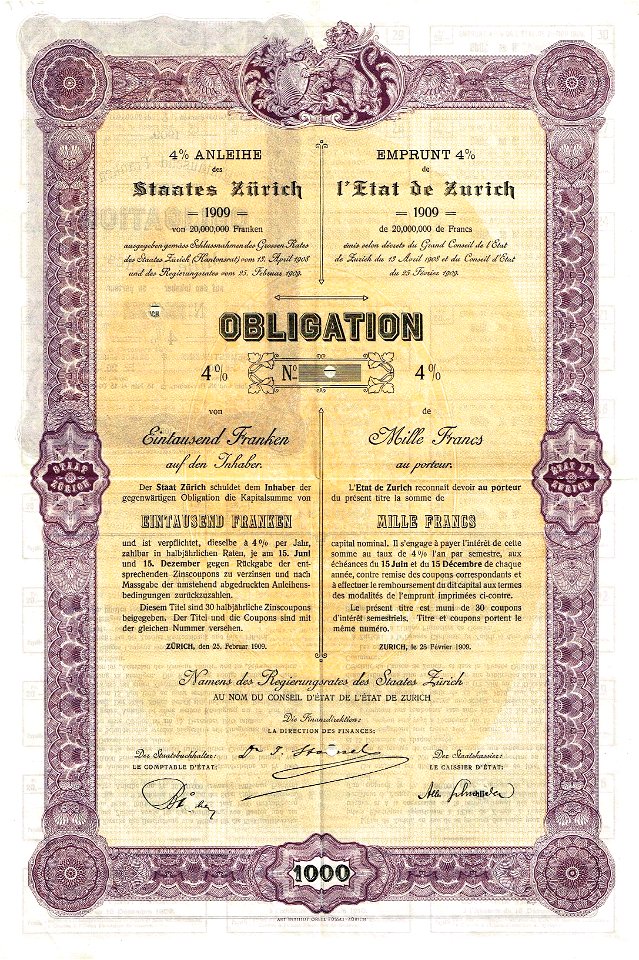 4% ANLEIHE
des
Staates Zürich
= 1909 =
von 20,000,000 Franken
ausgegeben gemäss Schlussnahmen des Grossen Rates
des Staates Zürich (Kantonsrat) vom 13. April 1908
und des Regierungsrates vom 25. Februar 1909.
EMPRUNT 4%
de
l'Etat de Zurich
= 1909 =
de 20,000,000 de Francs
émis selon décrets du Grand Conseil de l'Etat
de Zurich du 13 Avril 1908 et du Conseil d'Etat
du 25 Février 1909.
OBLIGATION
4% No. 4%
von
Eintausend Franken
auf den Inhaber.
Der Staat Zürich schuldet dem Inhaber der
gegenwärtigen Obligation die Kapitalsumme von
EINTAUSEND FRANKEN
und ist verpflichtet, dieselbe à 4% per Jahr,
zahlbar in halbjährlichen Raten, je am 15. Juni
und 15. Dezember gegen Rückgabe der ent-
sprechenden Zinscoupons zu verzinsen und nach
Massgabe der umstehend abgedruckten Anleihens-
bedingungen zurückzuzahlen.
Diesem Titel sind 30 halbjährliche Zinscoupons
beigegeben. Der Titel und die Coupons sind mit
der gleichen Nummer versehen.
ZÜRICH, den 25. Februar 1909.
de
Mille Francs
au porteur.
L'Etat de Zurich reconnait devoir au porteur
du présent titre la somme de
MILLE FRANCS
capital nominal. Il s'engage à payer l'intérêt de cette
somme au taux de 4% l'an par semestre, aux
échéances du 15 Juin et du 15 Décembre de chaque
année, contre remise des coupons correspondants et
à effectuer le remboursement du dit capital aux termes
des modalités de l'emprunt imprimées ci-contre.
Le présent titre est muni de 30 coupons
d'intérêt semestriels. Titre et coupons portent le
même numéro.
ZURICH, le 25 Février 1909.
STAAT
ZÜRICH
ETAT DE
ZURICH
Namens des Regierungsrates des Staates Zürich
AU NOM DU CONSEIL D'ÉTAT DE L'ÉTAT DE ZURICH
Die Finanzdirektion:
LA DIRECTION DES FINANCES:
Der Staatsbuchhalter:
LE COMPTABLE D'ÉTAT:
Der Staatskassier:
LE CAISSIER D'ÉTAT:
1000
ART. INSTITUT ORELL FÜSSLI, ZÜRICH